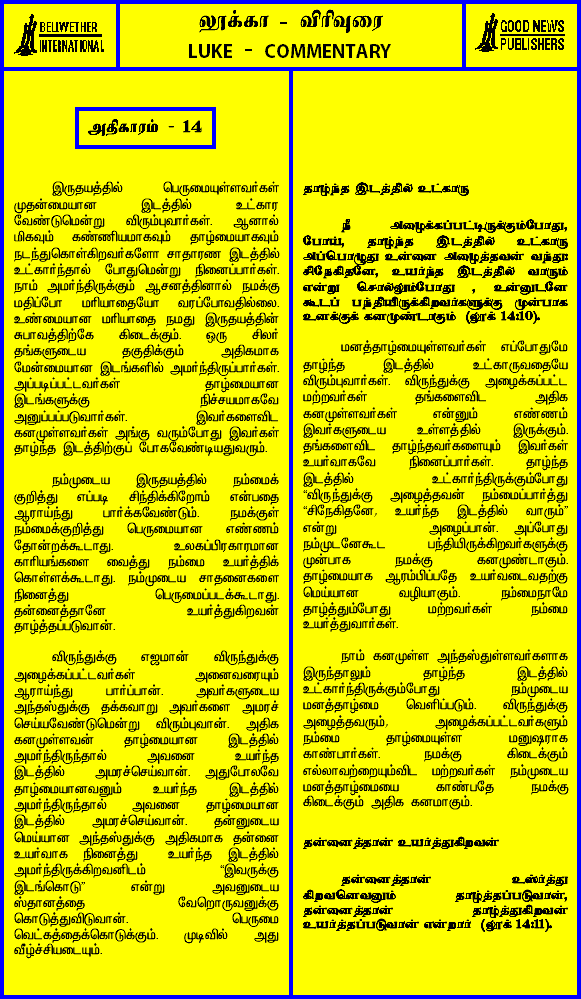 BELLWETHER
INTERNATIONAL
லூக்கா - விரிவுரை
LUKE - COMMENTARY
GOOD NEWS
PUBLISHERS
அதிகாரம் - 14
இருதயத்தில் பெருமையுள்ளவர்கள்
முதன்மையான இடத்தில் உட்கார
வேண்டுமென்று விரும்புவார்கள். ஆனால்
மிகவும் கண்ணியமாகவும் தாழ்மையாகவும்
நடந்துகொள்கிறவர்களோ சாதாரண இடத்தில்
உட்கார்ந்தால் போதுமென்று நினைப்பார்கள்.
நாம் அமர்ந்திருக்கும் ஆசனத்தினால் நமக்கு
மதிப்போ மரியாதையோ வரப்போவதில்லை.
உண்மையான மரியாதை நமது இருதயத்தின்
சுபாவத்திற்கே கிடைக்கும். ஒரு சிலர்
தங்களுடைய தகுதிக்கும் அதிகமாக
மேன்மையான இடங்களில் அமர்ந்திருப்பார்கள்.
அப்படிப்பட்டவர்கள் தாழ்மையான
இடங்களுக்கு நிச்சயமாகவே
அனுப்பப்படுவார்கள். இவர்களைவிட
கனமுள்ளவர்கள் அங்கு வரும்போது இவர்கள்
தாழ்ந்த இடத்திற்குப் போகவேண்டியதுவரும்.
நம்முடைய இருதயத்தில் நம்மைக்
குறித்து எப்படி சிந்திக்கிறோம் என்பதை
ஆராய்ந்து பார்க்கவேண்டும். நமக்குள்
நம்மைக்குறித்து பெருமையான எண்ணம்
தோன்றக்கூடாது. உலகப்பிரகாரமான
காரியங்களை வைத்து நம்மை உயர்த்திக்
கொள்ளக்கூடாது. நம்முடைய சாதனைகளை
நினைத்து பெருமைப்படக்கூடாது.
தன்னைத்தானே உயர்த்துகிறவன்
தாழ்த்தப்படுவான்.
விருந்துக்கு எஜமான் விருந்துக்கு
அழைக்கப்பட்டவர்கள் அனைவரையும்
ஆராய்ந்து பார்ப்பான். அவர்களுடைய
அந்தஸ்துக்கு தக்கவாறு அவர்களை அமரச்
செய்யவேண்டுமென்று விரும்புவான். அதிக
கனமுள்ளவன் தாழ்மையான இடத்தில்
அமர்ந்திருந்தால் அவனை உயர்ந்த
இடத்தில் அமரச்செய்வான். அதுபோலவே
தாழ்மையானவனும் உயர்ந்த இடத்தில்
அமர்ந்திருந்தால் அவனை தாழ்மையான
இடத்தில் அமரச்செய்வான். தன்னுடைய
மெய்யான அந்தஸ்துக்கு அதிகமாக தன்னை
உயர்வாக நினைத்து உயர்ந்த இடத்தில்
அமர்ந்திருக்கிறவனிடம் “இவருக்கு
இடங்கொடு” என்று அவனுடைய
ஸ்தானத்தை வேறொருவனுக்கு
கொடுத்துவிடுவான். பெருமை
வெட்கத்தைக்கொடுக்கும். முடிவில் அது
வீழ்ச்சியடையும்.
தாழ்ந்த இடத்தில் உட்காரு
நீ அழைக்கப்பட்டிருக்கும்போது,
போய், தாழ்ந்த இடத்தில் உட்காரு
அப்பொழுது உன்னை அழைத்தவன் வந்து:
சிநேகிதனே, உயர்ந்த இடத்தில் வாரும்
என்று சொல்லும்போது , உன்னுடனே
கூடப் பந்தியிருக்கிறவர்களுக்கு முன்பாக
உனக்குக் கனமுண்டாகும் (லூக் 14:10).
மனத்தாழ்மையுள்ளவர்கள் எப்போதுமே
தாழ்ந்த இடத்தில் உட்காருவதையே
விரும்புவார்கள். விருந்துக்கு அழைக்கப்பட்ட
மற்றவர்கள் தங்களைவிட அதிக
கனமுள்ளவர்கள் என்னும் எண்ணம்
இவர்களுடைய உள்ளத்தில் இருக்கும்.
தங்களைவிட தாழ்ந்தவர்களையும் இவர்கள்
உயர்வாகவே நினைப்பார்கள். தாழ்ந்த
இடத்தில் உட்கார்ந்திருக்கும்போது
“விருந்துக்கு அழைத்தவன் நம்மைப்பார்த்து
“சிநேகிதனே, உயர்ந்த இடத்தில் வாரும்”
என்று அழைப்பான். அப்போது
நம்முடனேகூட பந்தியிருக்கிறவர்களுக்கு
முன்பாக நமக்கு கனமுண்டாகும்.
தாழ்மையாக ஆரம்பிப்பதே உயர்வடைவதற்கு
மெய்யான வழியாகும். நம்மைநாமே
தாழ்த்தும்போது மற்றவர்கள் நம்மை
உயர்த்துவார்கள்.
நாம் கனமுள்ள அந்தஸ்துள்ளவர்களாக
இருந்தாலும் தாழ்ந்த இடத்தில்
உட்கார்ந்திருக்கும்போது நம்முடைய
மனத்தாழ்மை வெளிப்படும். விருந்துக்கு
அழைத்தவரும், அழைக்கப்பட்டவர்களும்
நம்மை தாழ்மையுள்ள மனுஷராக
காண்பார்கள். நமக்கு கிடைக்கும்
எல்லாவற்றையும்விட மற்றவர்கள் நம்முடைய
மனத்தாழ்மையை காண்பதே நமக்கு
கிடைக்கும் அதிக கனமாகும்.
தன்னைத்தான் உயர்த்துகிறவன்
தன்னைத்தான் உயர்த்து
கிறவனெவனும் தாழ்த்தப்படுவான்,
தன்னைத்தான் தாழ்த்துகிறவன்
உயர்த்தப்படுவான் என்றார் (லூக் 14:11).